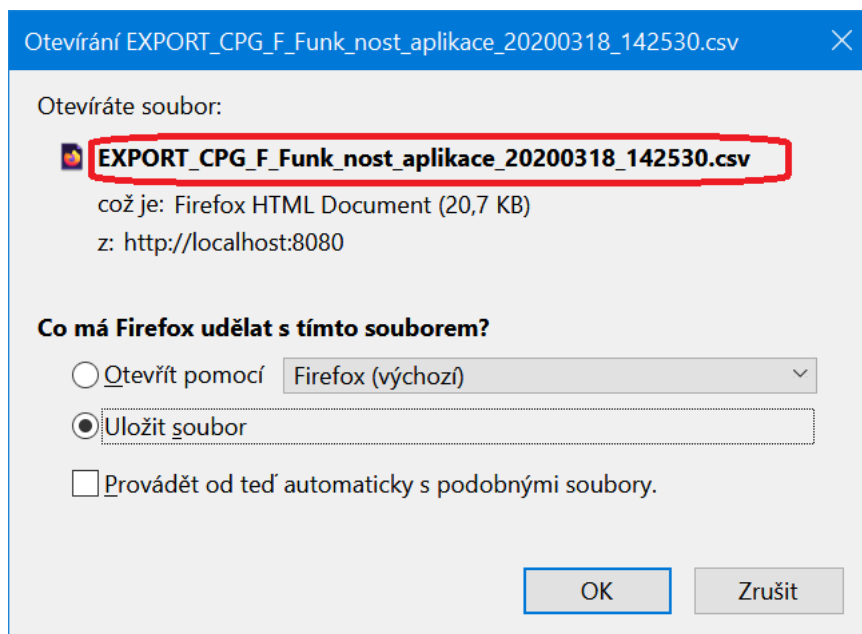 Otevírání EXPORT_CPG_F_Funk_nost_aplikace_20200318_142530.csv
Otevíráte soubor:
EXPORT_CPG_F_Funk_nost_aplikace_20200318_142530.csv
což je: Firefox HTML Document (20,7 KB)
z: http://localhost:8080
Co má Firefox udělat s tímto souborem?
Otevřít pomocí Firefox (výchozí)
Uložit soubor
Provádět od teď automaticky s podobnými soubory.
OK Zrušit